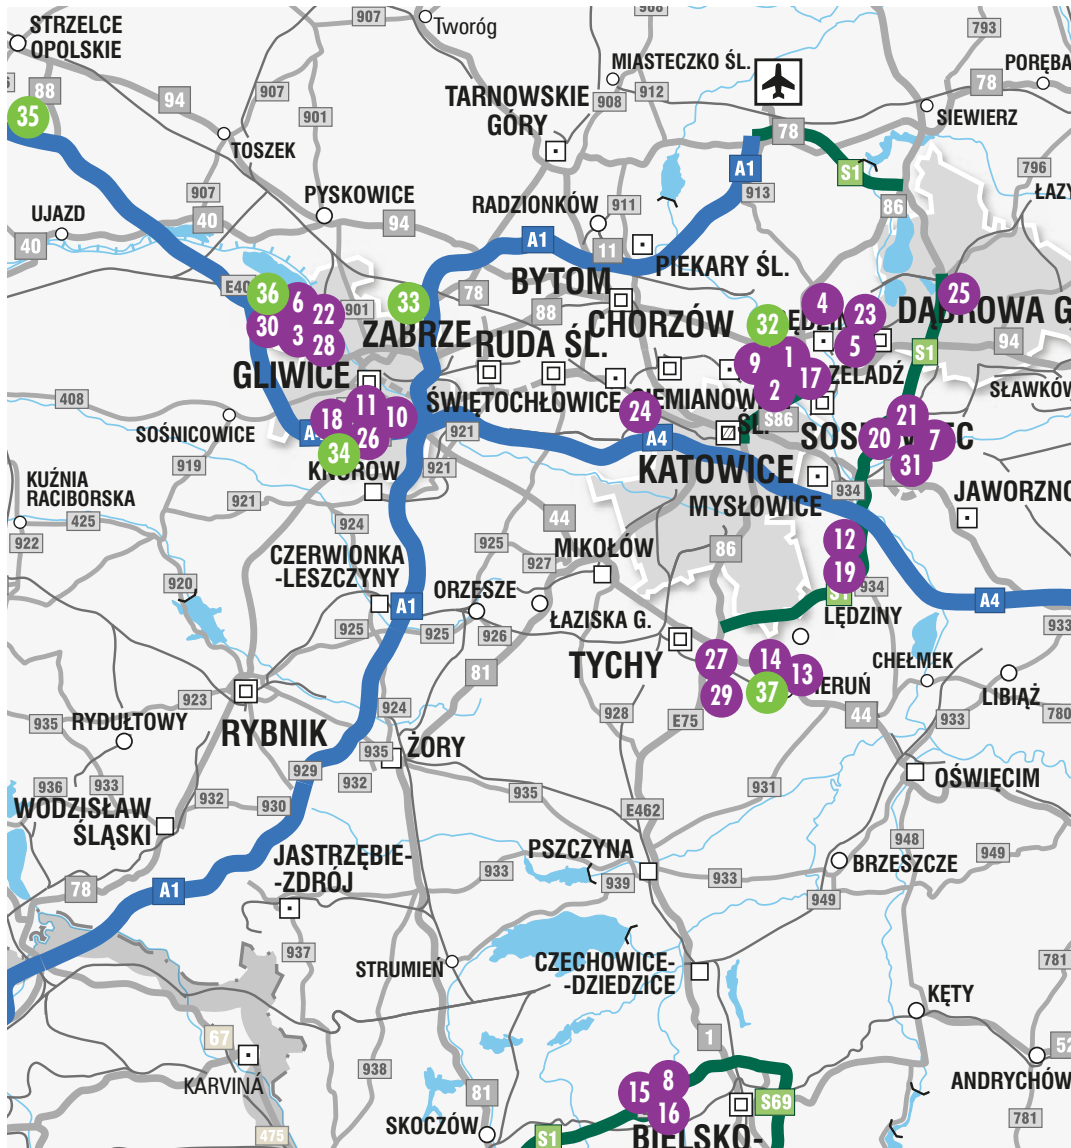 907
908
793
STRZELCE
OPOLSKIE
Tworóg
MIASTECZKO ŚL.
PORĘBA
88
94
907
908
912
78
35
901
TARNOWSKIE
GÓRY
78
SIEWIERZ
TOSZEK
A1
S1
796
907
PYSKOWICE
913
86
ŁAZY
UJAZD
40
94
RADZIONKÓW
911
40
A1
11
PIEKARY ŚL.
E40
36
6
22
901
33
78
BYTOM
4
23
25
DĄBROWA G
30
3
28
ZABRZE
88
CHORZÓW
32
5
94
RUDA ŚL.
9
1
S1
GLIWICE
2
17
ZELADŹ
SŁAWKÓW
408
18
11
10
ŚWIĘTOCHŁOWICE
24
IEMIANOW
ŚL.
S86
21
SOŚNICOWICE
26
921
A4
SOSNOWIEC
20
7
34
KNURÓW
921
KATOWICE
31
919
934
KUŹNIA
RACIBORSKA
921
MYSŁOWICE
JAWORZNO
425
924
44
922
CZERWIONKA
-LESZCZYNY
925
927
MIKOŁÓW
86
12
920
19
A1
ORZESZE
S1
934
A4
925
925
926
ŁAZISKA G.
LĘDZINY
933
81
TYCHY
27
14
13
CHEŁMEK
37
IERUŃ
LIBIĄŻ
923
924
928
29
935
RYDUŁTOWY
RYBNIK
E75
44
933
780
935
ŻORY
929
932
936
933
932
930
935
931
OŚWIĘCIM
WODZISŁAW
ŚLĄSKI
E462
JASTRZĘBIE-
-ZDRÓJ
PSZCZYNA
948
949
933
BRZESZCZE
78
A1
939
933
949
937
STRUMIEŃ
CZECHOWICE-
-DZIEDZICE
781
KĘTY
67
1
52
KARVINÁ
938
8
ANDRYCHÓW
81
15
16
S69
781
SKOCZÓW
475
S1
BIELSKO-